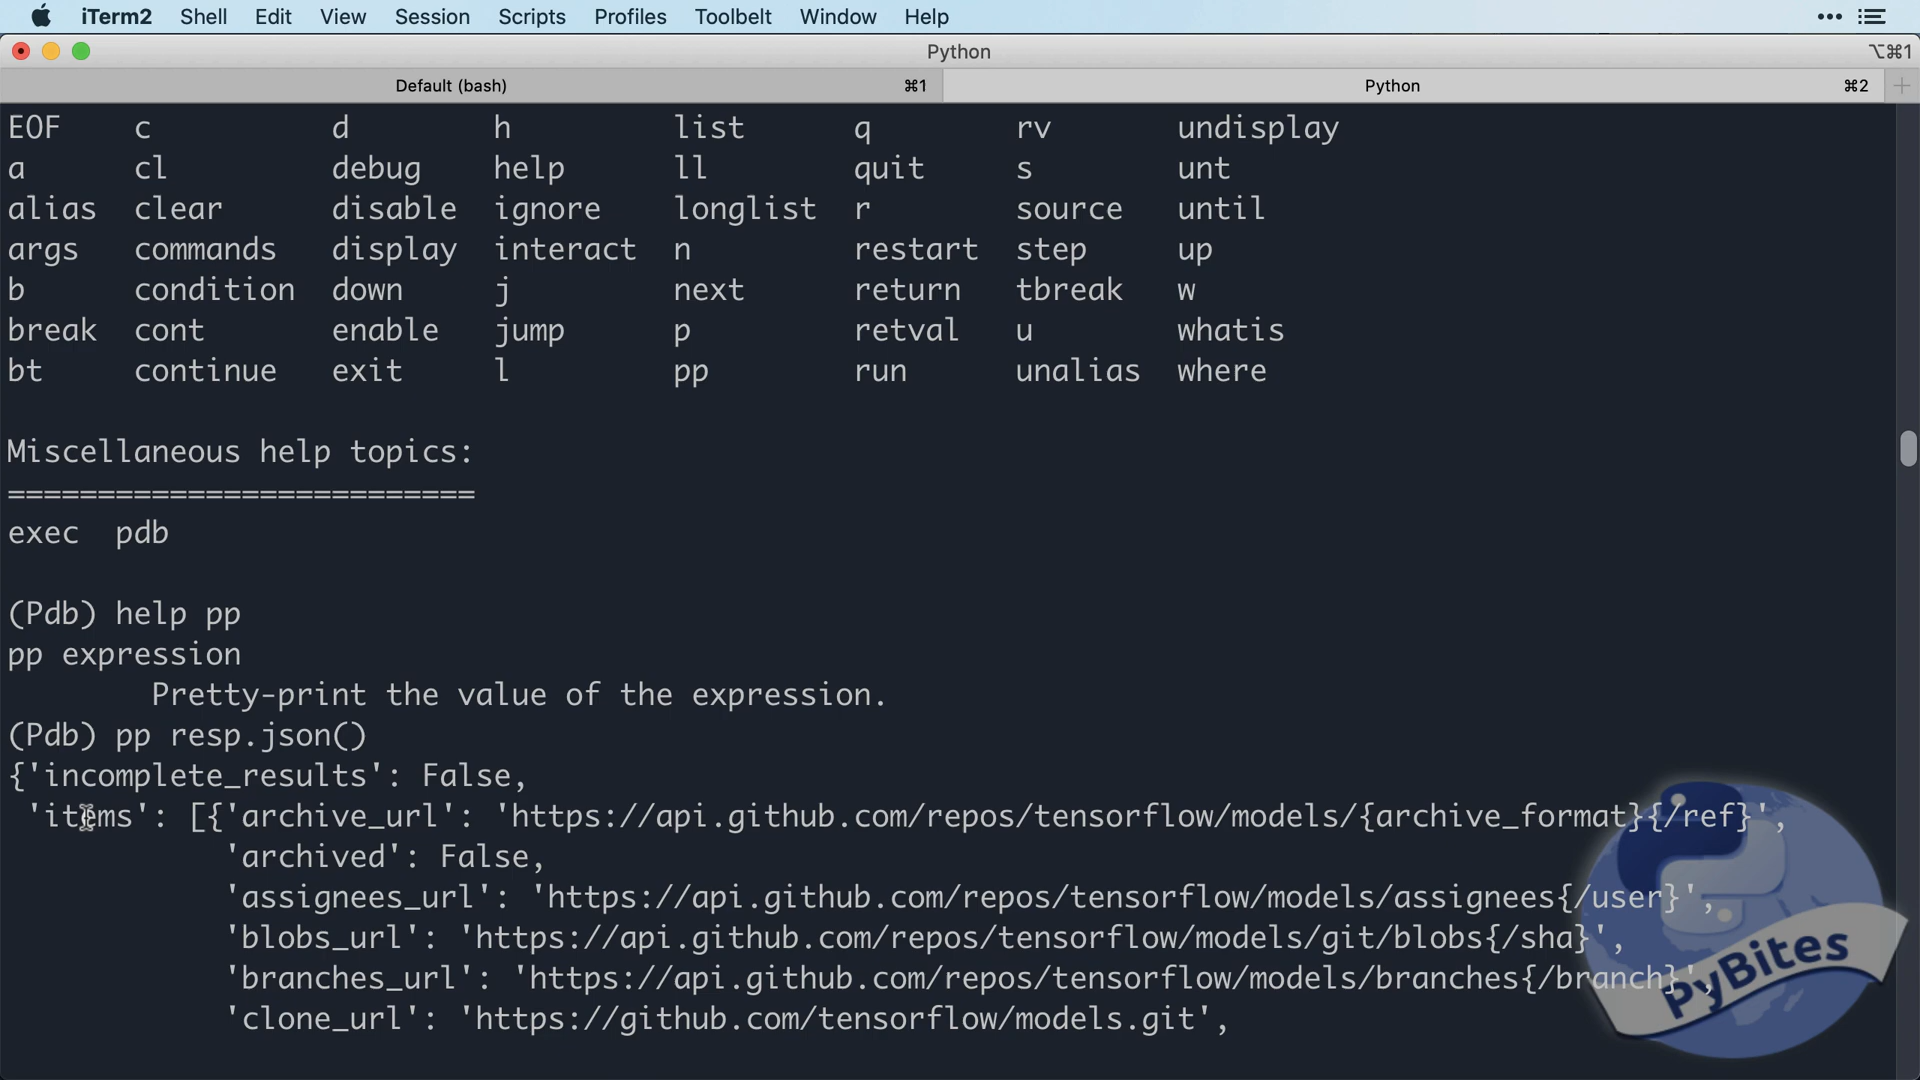 iTerm2 Shell Edit View Session Scripts Profiles Toolbelt Window Help
Python ⌥⌘1
Default (bash) ⌘1 Python ⌘2
EOF c d h list q rv undisplay
a cl debug help ll quit s unt
alias clear disable ignore longlist r source until
args commands display interact n restart step up
b condition down j next return tbreak w
break cont enable jump p retval u whatis
bt continue exit l pp run unalias where
Miscellaneous help topics:
==========================
exec pdb
(Pdb) help pp
pp expression
Pretty-print the value of the expression.
(Pdb) pp resp.json()
{'incomplete_results': False,
'items': [{'archive_url': 'https://api.github.com/repos/tensorflow/models/{archive_format}{/ref}',
'archived': False,
'assignees_url': 'https://api.github.com/repos/tensorflow/models/assignees{/user}',
'blobs_url': 'https://api.github.com/repos/tensorflow/models/git/blobs{/sha}',
'branches_url': 'https://api.github.com/repos/tensorflow/models/branches{/branch}',
'clone_url': 'https://github.com/tensorflow/models.git',
PyBites